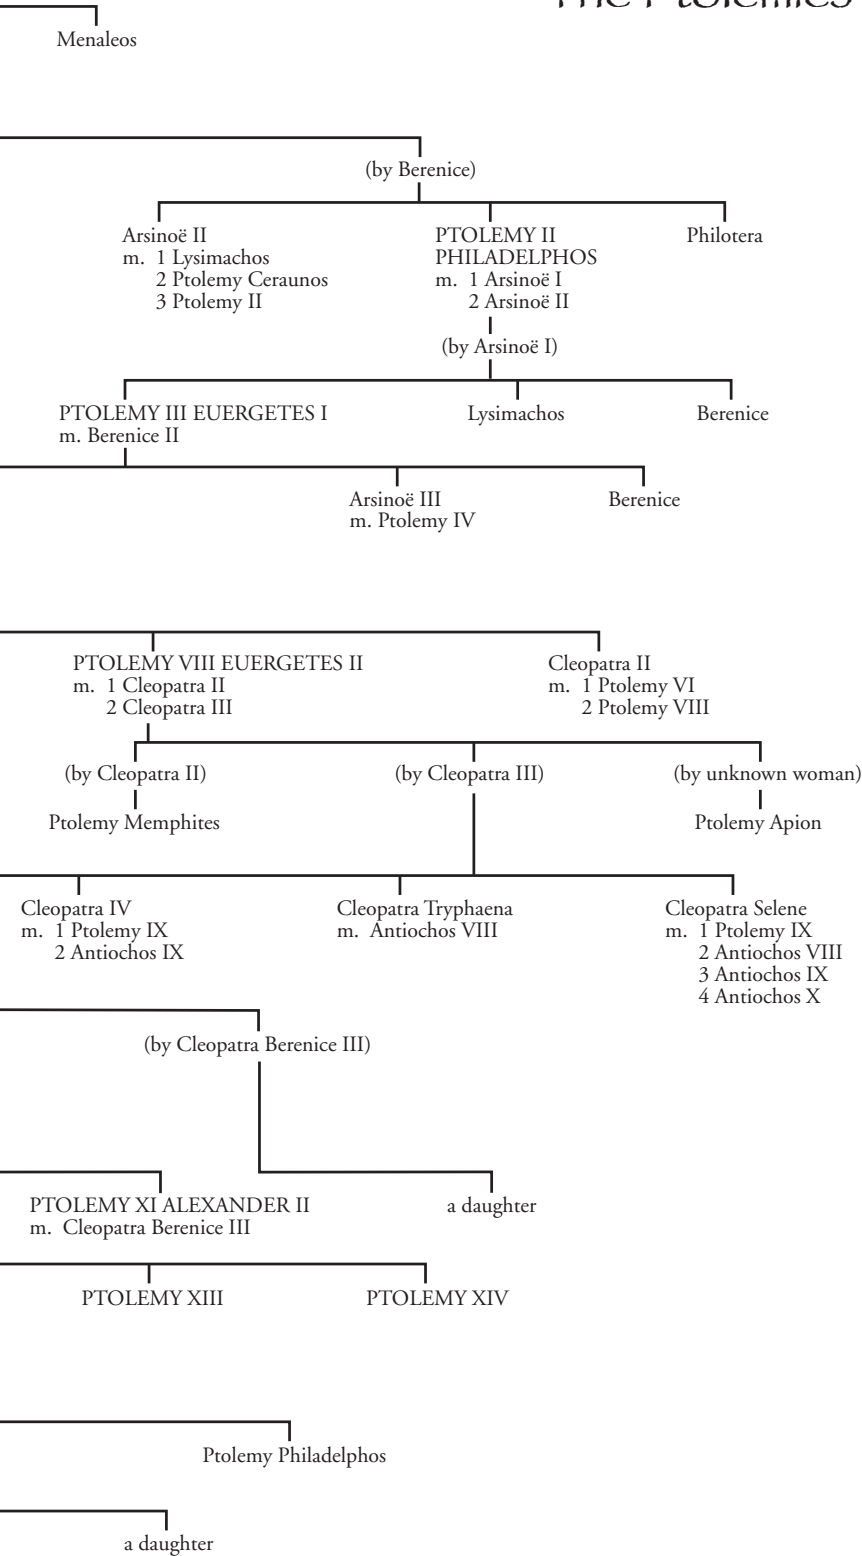 The Ptolemies
Menaleos
(by Berenice)
Arsinoë II
m. 1 Lysimachos
2 Ptolemy Ceraunos
3 Ptolemy II
PTOLEMY II
PHILADELPHOS
m. 1 Arsinoë I
2 Arsinoë II
Philotera
(by Arsinoë I)
PTOLEMY III EUERGETES I
m. Berenice II
Lysimachos
Berenice
Arsinoë III
m. Ptolemy IV
Berenice
PTOLEMY VIII EUERGETES II
m. 1 Cleopatra II
2 Cleopatra III
Cleopatra II
m. 1 Ptolemy VI
2 Ptolemy VIII
(by Cleopatra II)
(by Cleopatra III)
(by unknown woman)
Ptolemy Memphites
Ptolemy Apion
Cleopatra IV
m. 1 Ptolemy IX
2 Antiochos IX
Cleopatra Tryphaena
m. Antiochos VIII
Cleopatra Selene
m. 1 Ptolemy IX
2 Antiochos VIII
3 Antiochos IX
4 Antiochos X
(by Cleopatra Berenice III)
PTOLEMY XI ALEXANDER II
m. Cleopatra Berenice III
a daughter
PTOLEMY XIII
PTOLEMY XIV
Ptolemy Philadelphos
a daughter